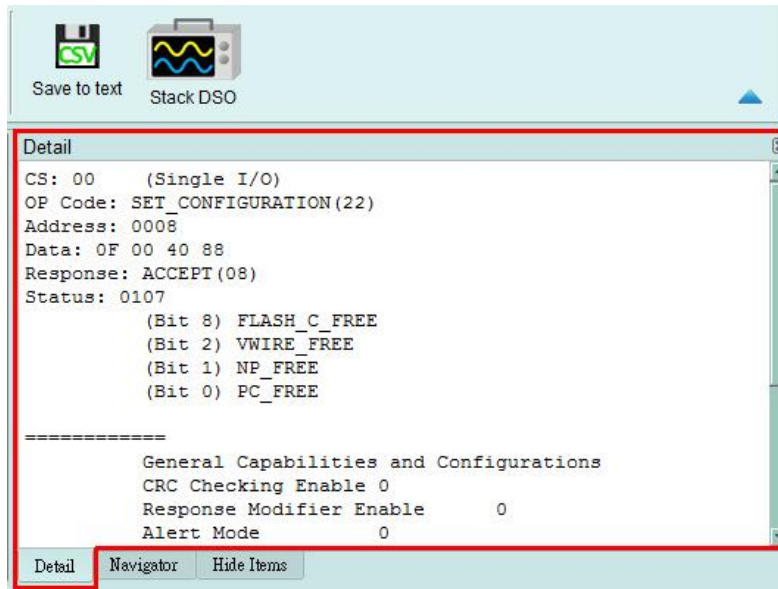 CSV
Save to text
Stack DSO
Detail
CS: 00 (Single I/O)
OP Code: SET_CONFIGURATION(22)
Address: 0008
Data: 0F 00 40 88
Response: ACCEPT(08)
Status: 0107
(Bit 8) FLASH_C_FREE
(Bit 2) VWIRE_FREE
(Bit 1) NP_FREE
(Bit 0) PC_FREE
============
General Capabilities and Configurations
CRC Checking Enable 0
Response Modifier Enable 0
Alert Mode 0
Detail Navigator Hide Items